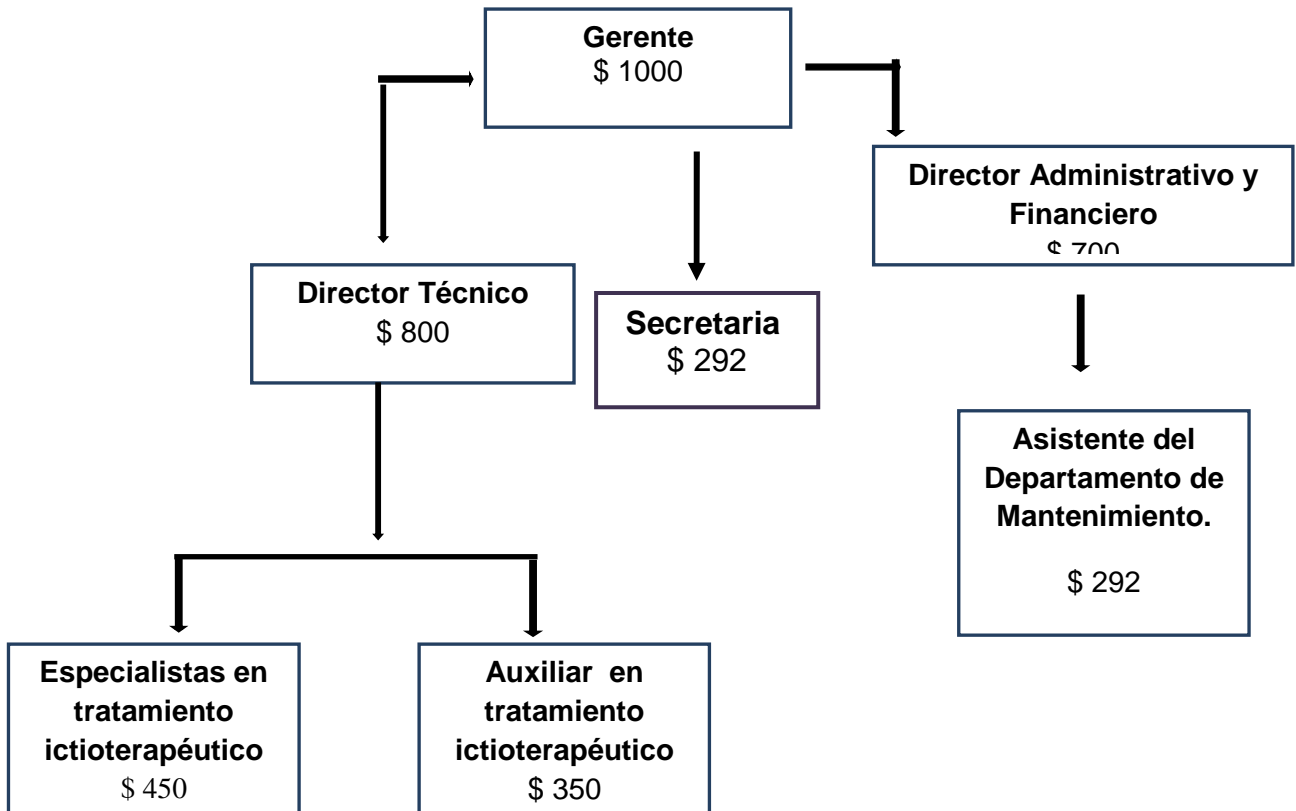 Gerente
$ 1000
Director Administrativo y
Financiero
$ 700
Director Técnico
$ 800
Secretaria
$ 292
Asistente del
Departamento de
Mantenimiento.
$ 292
Especialistas en
tratamiento
ictioterapéutico
$ 450
Auxiliar en
tratamiento
ictioterapéutico
$ 350